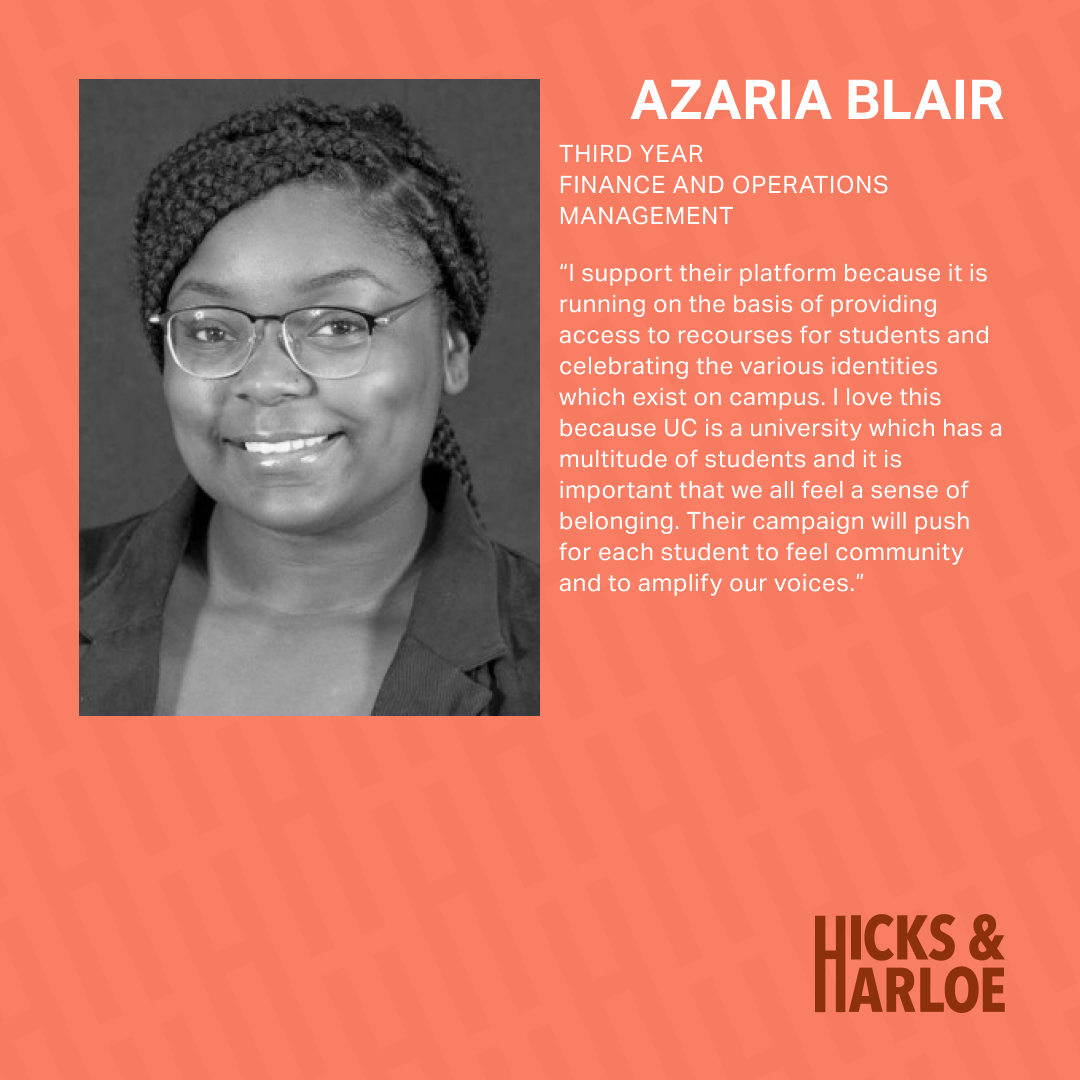 AZARIA BLAIR
THIRD YEAR
FINANCE AND OPERATIONS
MANAGEMENT
“I support their platform because it is
running on the basis of providing
access to recourses for students and
celebrating the various identities
which exist on campus. I love this
because UC is a university which has a
multitude of students and it is
important that we all feel a sense of
belonging. Their campaign will push
for each student to feel community
and to amplify our voices.”
HICKS &
HARLOE